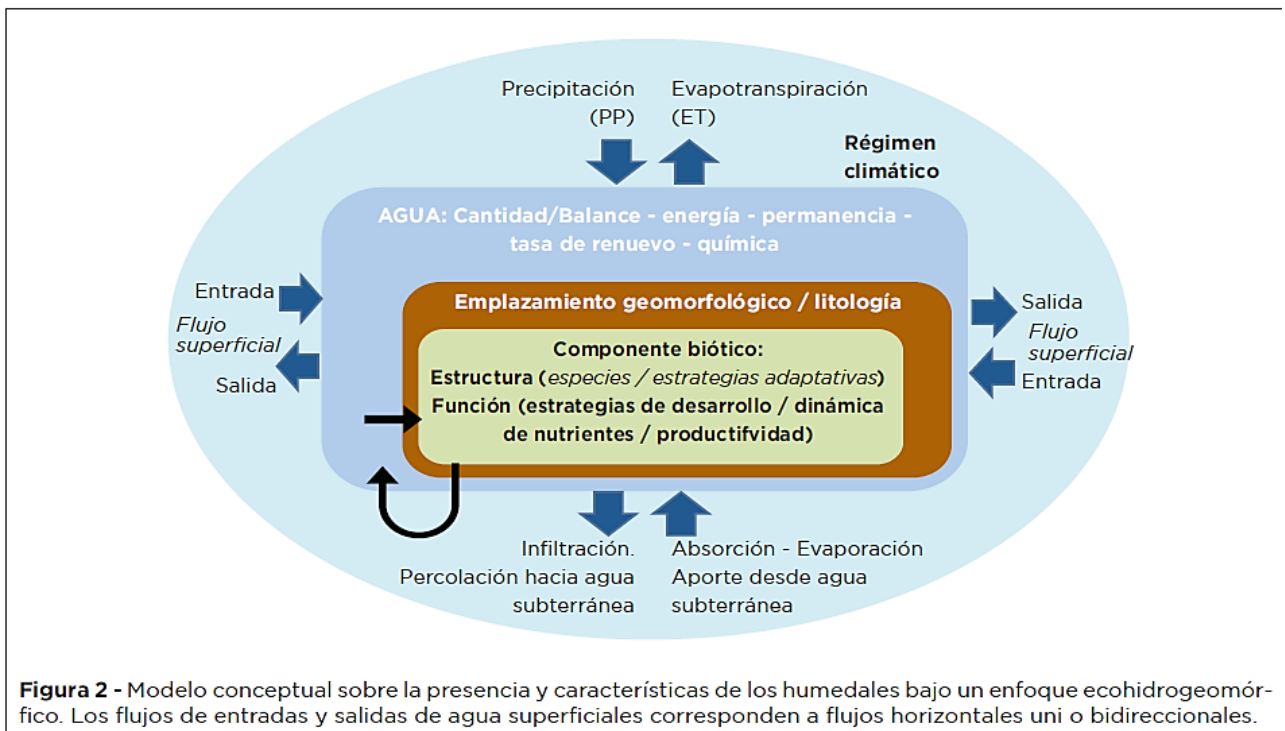 Precipitación
(PP)
Evapotranspiración
(ET)
Régimen
climático
AGUA: Cantidad/Balance - energía - permanencia -
tasa de renuevo - química
Entrada
Flujo
superficial
Salida
Emplazamiento geomorfológico / litología
Componente biótico:
Estructura (especies / estrategias adaptativas)
Función (estrategias de desarrollo / dinámica
de nutrientes / productifvidad)
Salida
Flujo
superficial
Entrada
Infiltración.
Percolación hacia agua
subterránea
Absorción - Evaporación
Aporte desde agua
subterránea
Figura 2 - Modelo conceptual sobre la presencia y características de los humedales bajo un enfoque ecohidrogeomór-
fico. Los flujos de entradas y salidas de agua superficiales corresponden a flujos horizontales uni o bidireccionales.